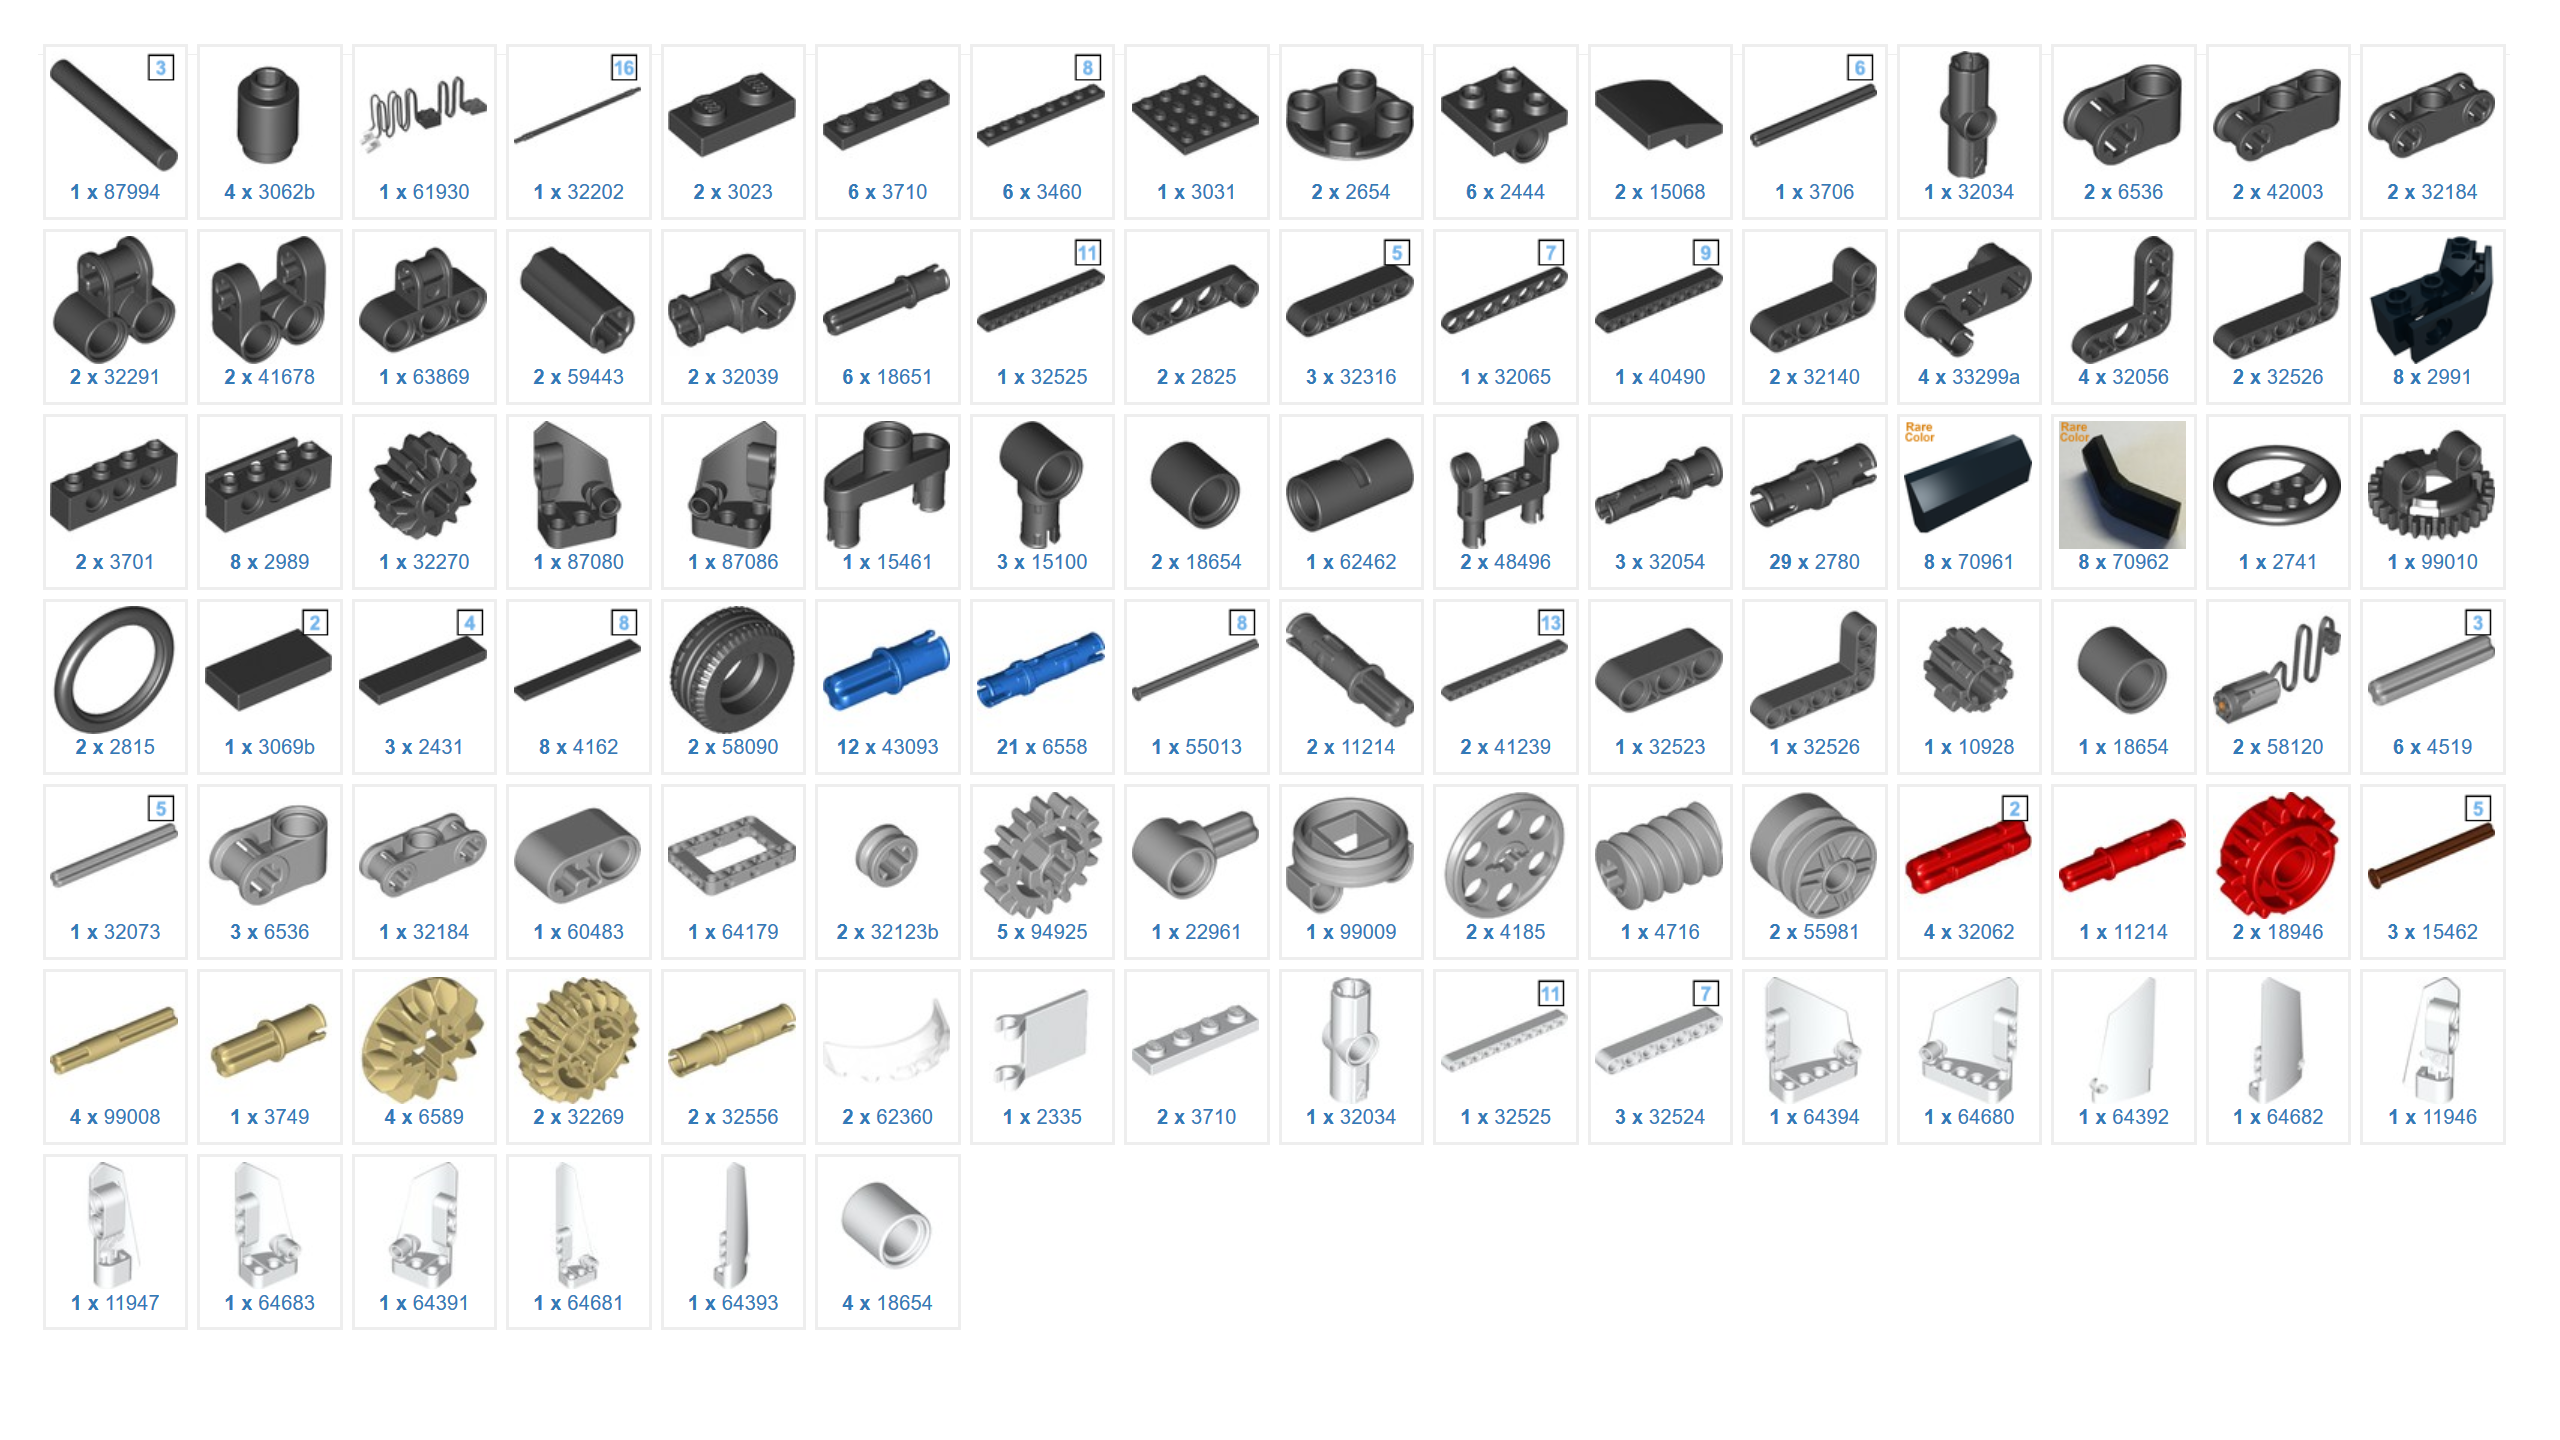 3 16 8 6
1 x 87994 4 x 3062b 1 x 61930 1 x 32202 2 x 3023 6 x 3710 6 x 3460 1 x 3031 2 x 2654 6 x 2444 2 x 15068 1 x 3706 1 x 32034 2 x 6536 2 x 42003 2 x 32184
11 5 7 9
2 x 32291 2 x 41678 1 x 63869 2 x 59443 2 x 32039 6 x 18651 1 x 32525 2 x 2825 3 x 32316 1 x 32065 1 x 40490 2 x 32140 4 x 33299a 4 x 32056 2 x 32526 8 x 2991
Rare Rare
Color Color
2 x 3701 8 x 2989 1 x 32270 1 x 87080 1 x 87086 1 x 15461 3 x 15100 2 x 18654 1 x 62462 2 x 48496 3 x 32054 29 x 2780 8 x 70961 8 x 70962 1 x 2741 1 x 99010
2 4 8 8 13 3
2 x 2815 1 x 3069b 3 x 2431 8 x 4162 2 x 58090 12 x 43093 21 x 6558 1 x 55013 2 x 11214 2 x 41239 1 x 32523 1 x 32526 1 x 10928 1 x 18654 2 x 58120 6 x 4519
5 2 5
1 x 32073 3 x 6536 1 x 32184 1 x 60483 1 x 64179 2 x 32123b 5 x 94925 1 x 22961 1 x 99009 2 x 4185 1 x 4716 2 x 55981 4 x 32062 1 x 11214 2 x 18946 3 x 15462
11 7
4 x 99008 1 x 3749 4 x 6589 2 x 32269 2 x 32556 2 x 62360 1 x 2335 2 x 3710 1 x 32034 1 x 32525 3 x 32524 1 x 64394 1 x 64680 1 x 64392 1 x 64682 1 x 11946
1 x 11947 1 x 64683 1 x 64391 1 x 64681 1 x 64393 4 x 18654